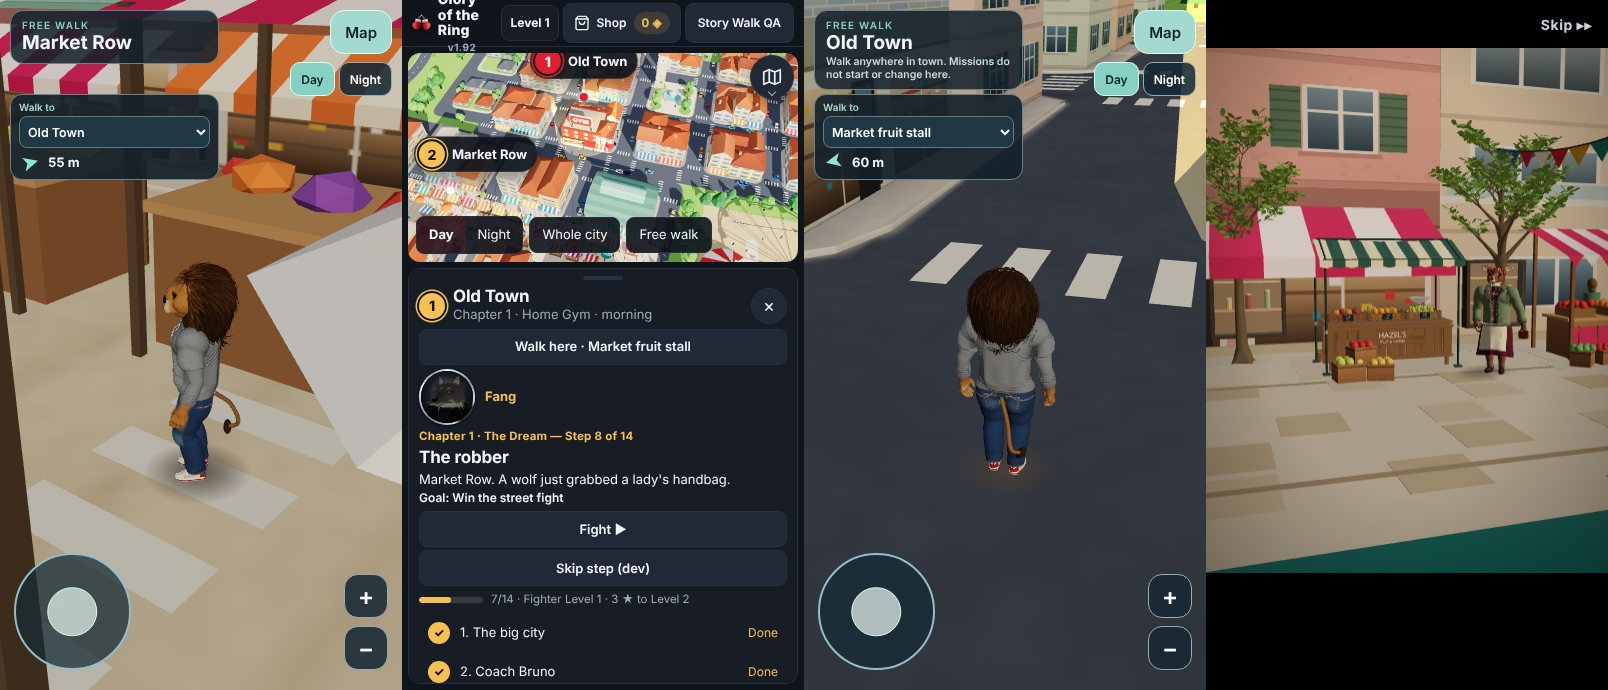 FREE WALK
Market Row
Map
Day
Night
Walk to
Old Town
55 m
+
−
Glory
of the
Ring
v1.92
Level 1
Shop
0
Story Walk QA
1
Old Town
GYM
2
Market Row
Day
Night
Whole city
Free walk
1
Old Town
Chapter 1 · Home Gym · morning
×
Walk here · Market fruit stall
Fang
Chapter 1 · The Dream — Step 8 of 14
The robber
Market Row. A wolf just grabbed a lady's handbag.
Goal: Win the street fight
Fight ▶
Skip step (dev)
7/14 · Fighter Level 1 · 3 ★ to Level 2
1. The big city
Done
2. Coach Bruno
Done
FREE WALK
Old Town
Walk anywhere in town. Missions do
not start or change here.
Map
Day
Night
Walk to
Market fruit stall
60 m
+
−
Skip ▸▸
HAZEL'S